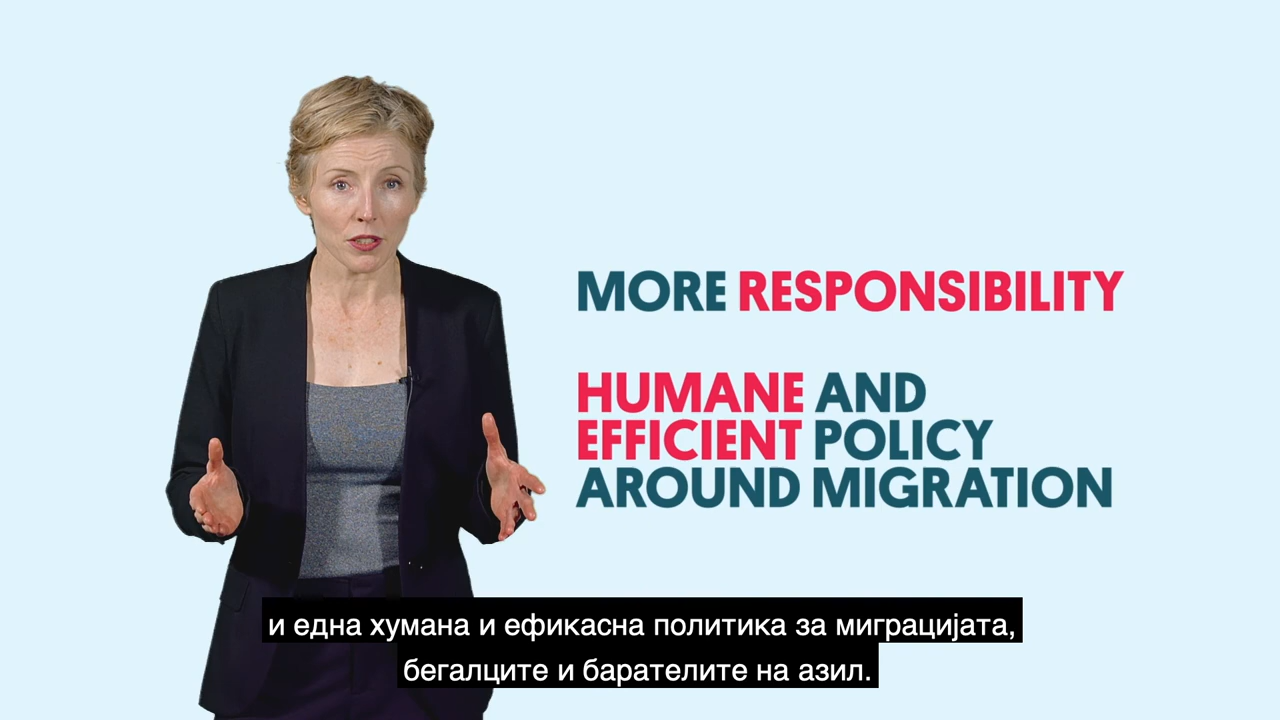 MORE RESPONSIBILITY
HUMANE AND
EFFICIENT POLICY
AROUND MIGRATION
и една хумана и ефикасна политика за миграцијата,
бегалците и барателите на азил.